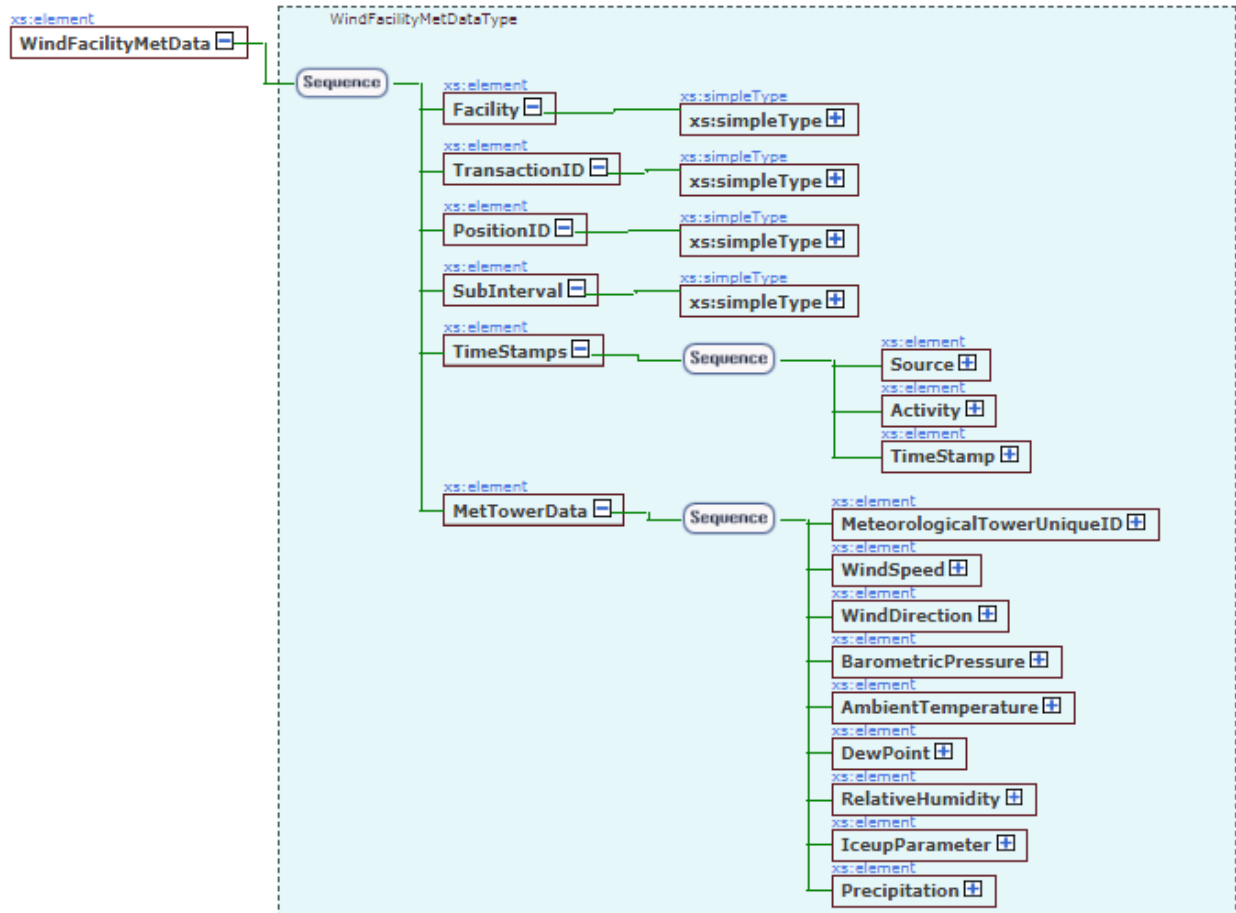 WindFacilityMetDataType
xs:element
WindFacilityMetData
Sequence
xs:element
Facility
xs:simpleType
xs:simpleType
xs:element
TransactionID
xs:simpleType
xs:simpleType
xs:element
PositionID
xs:simpleType
xs:simpleType
xs:element
SubInterval
xs:simpleType
xs:simpleType
xs:element
TimeStamps
Sequence
xs:element
Source
xs:element
Activity
xs:element
TimeStamp
xs:element
MetTowerData
Sequence
xs:element
MeteorologicalTowerUniqueID
xs:element
WindSpeed
xs:element
WindDirection
xs:element
BarometricPressure
xs:element
AmbientTemperature
xs:element
DewPoint
xs:element
RelativeHumidity
xs:element
IceupParameter
xs:element
Precipitation